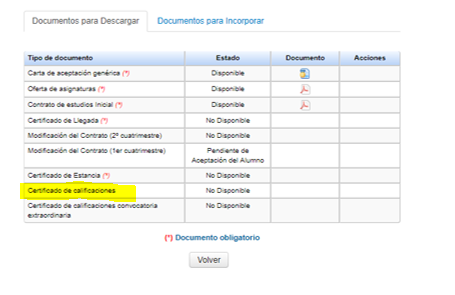 Documentos para Descargar Documentos para Incorporar
Tipo de documento Estado Documento Acciones
Carta de aceptación genérica (*) Disponible
Oferta de asignaturas (*) Disponible
Contrato de estudios Inicial (*) Disponible
Certificado de Llegada (*) No Disponible
Modificación del Contrato (2º cuatrimestre) No Disponible
Modificación del Contrato (1er cuatrimestre) Pendiente de
Aceptación del Alumno
Certificado de Estancia (*) No Disponible
Certificado de calificaciones No Disponible
Certificado de calificaciones convocatoria No Disponible
extraordinaria
(*) Documento obligatorio
Volver